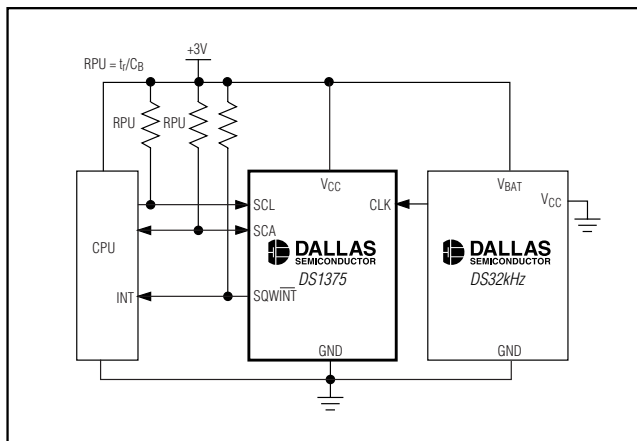 +3V
RPU = tr/CB
RPU RPU
VCC
VBAT
VCC
SCL
CLK
SCA
CPU
DALLAS
SEMICONDUCTOR
DS1375
DALLAS
SEMICONDUCTOR
DS32kHz
INT
SQWINT
GND
GND